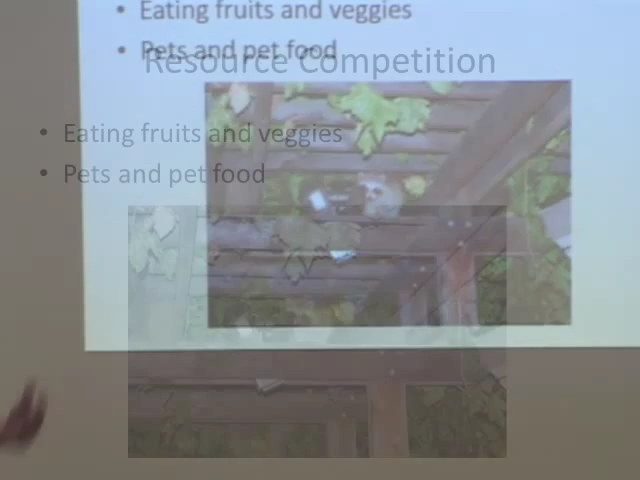 • Eating fruits and veggies
• Pets and pet food
Resource Competition
• Eating fruits and veggies
• Pets and pet food